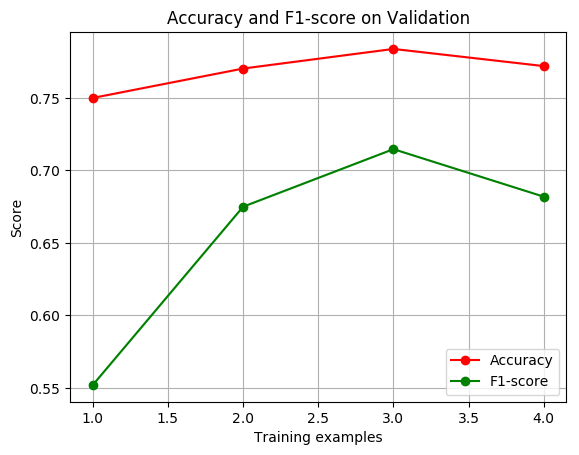 Accuracy and F1-score on Validation
Score
0.75
0.70
0.65
0.60
0.55
Accuracy
F1-score
1.0 1.5 2.0 2.5 3.0 3.5 4.0
Training examples